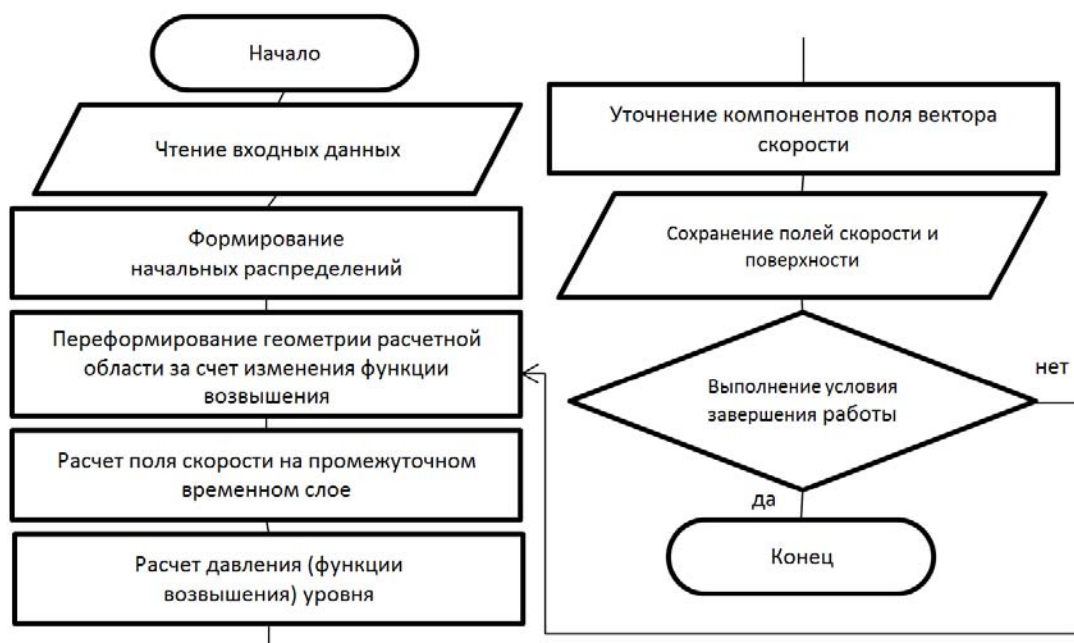 Начало
Чтение входных данных
Формирование
начальных распределений
Переформирование геометрии расчетной
области за счет изменения функции
возвышения
Расчет поля скорости на промежуточном
временном слое
Расчет давления (функции
возвышения) уровня
Уточнение компонентов поля вектора
скорости
Сохранение полей скорости и
поверхности
Выполнение условия
завершения работы
нет
да
Конец